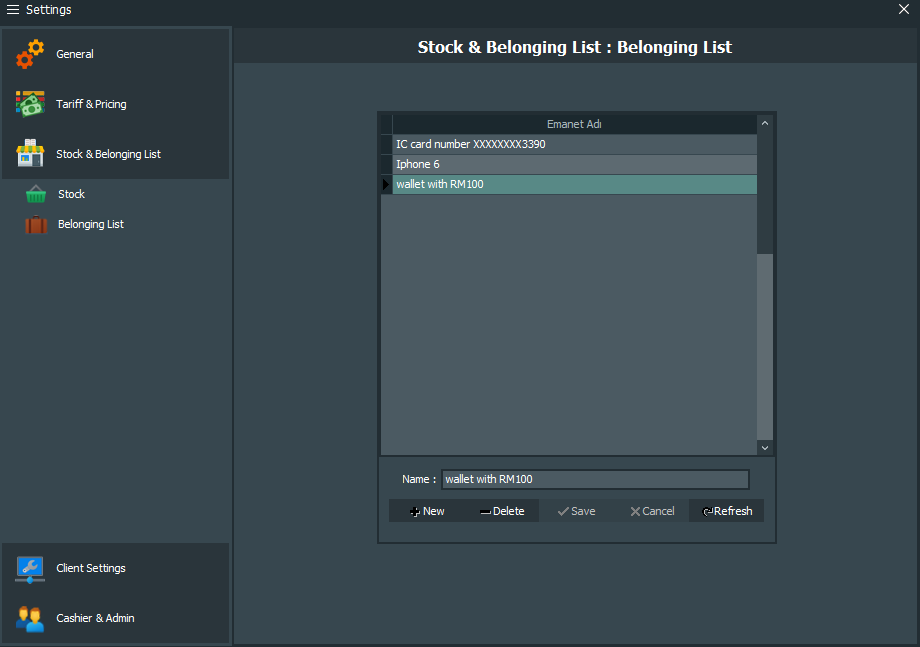 Settings
General
Tariff & Pricing
Stock & Belonging List
Stock
Belonging List
Client Settings
Cashier & Admin
Stock & Belonging List : Belonging List
Emanet Adı
IC card number XXXXXXXX3390
Iphone 6
wallet with RM100
Name : wallet with RM100
New Delete Save Cancel Refresh